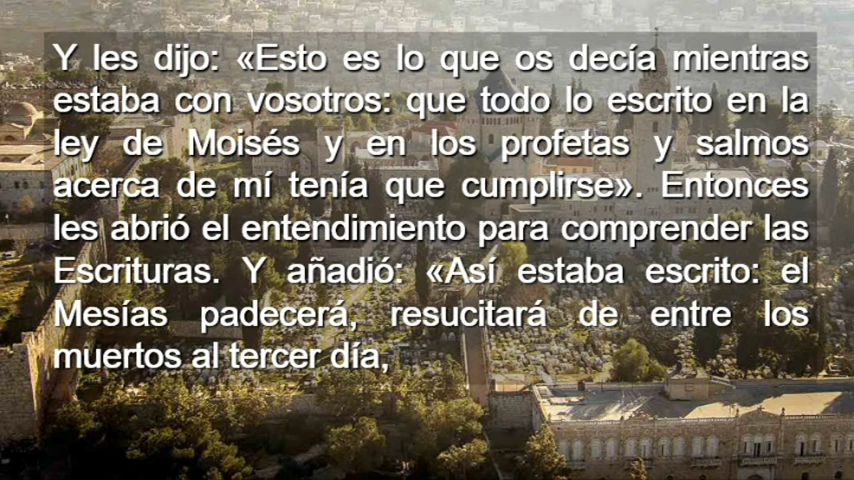 Y les dijo: «Esto es lo que os decía mientras
estaba con vosotros: que todo lo escrito en la
ley de Moisés y en los profetas y salmos
acerca de mí tenía que cumplirse». Entonces
les abrió el entendimiento para comprender las
Escrituras. Y añadió: «Así estaba escrito: el
Mesías padecerá, resucitará de entre los
muertos al tercer día,